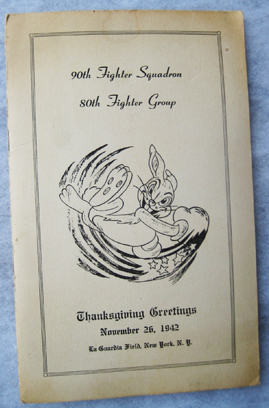 90th Fighter Squadron
80th Fighter Group
Thanksgiving Greetings
November 26, 1942
La Guardia Field, New York, N. Y.